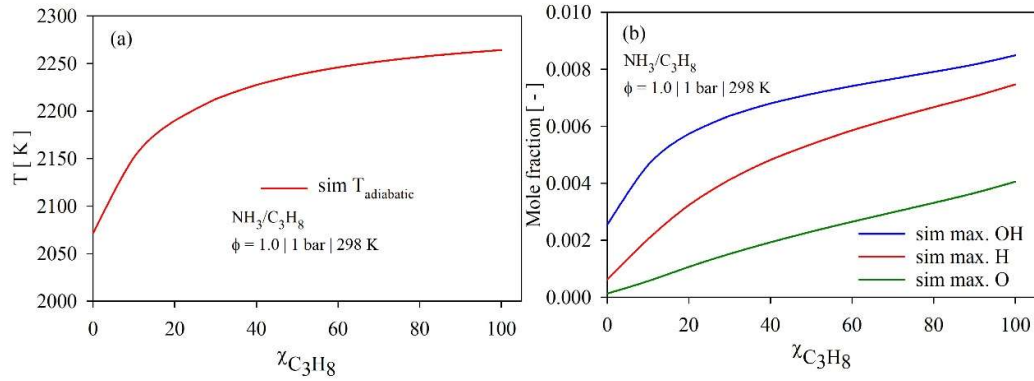 (a)
T [ K ]
2300
2250
2200
2150
2100
2050
2000
sim T_adiabatic
NH₃/C₃H₈
ϕ = 1.0 | 1 bar | 298 K
0 20 40 60 80 100
χ_C₃H₈
(b)
Mole fraction [ - ]
0.010
0.008
0.006
0.004
0.002
0.000
NH₃/C₃H₈
ϕ = 1.0 | 1 bar | 298 K
sim max. OH
sim max. H
sim max. O
0 20 40 60 80 100
χ_C₃H₈